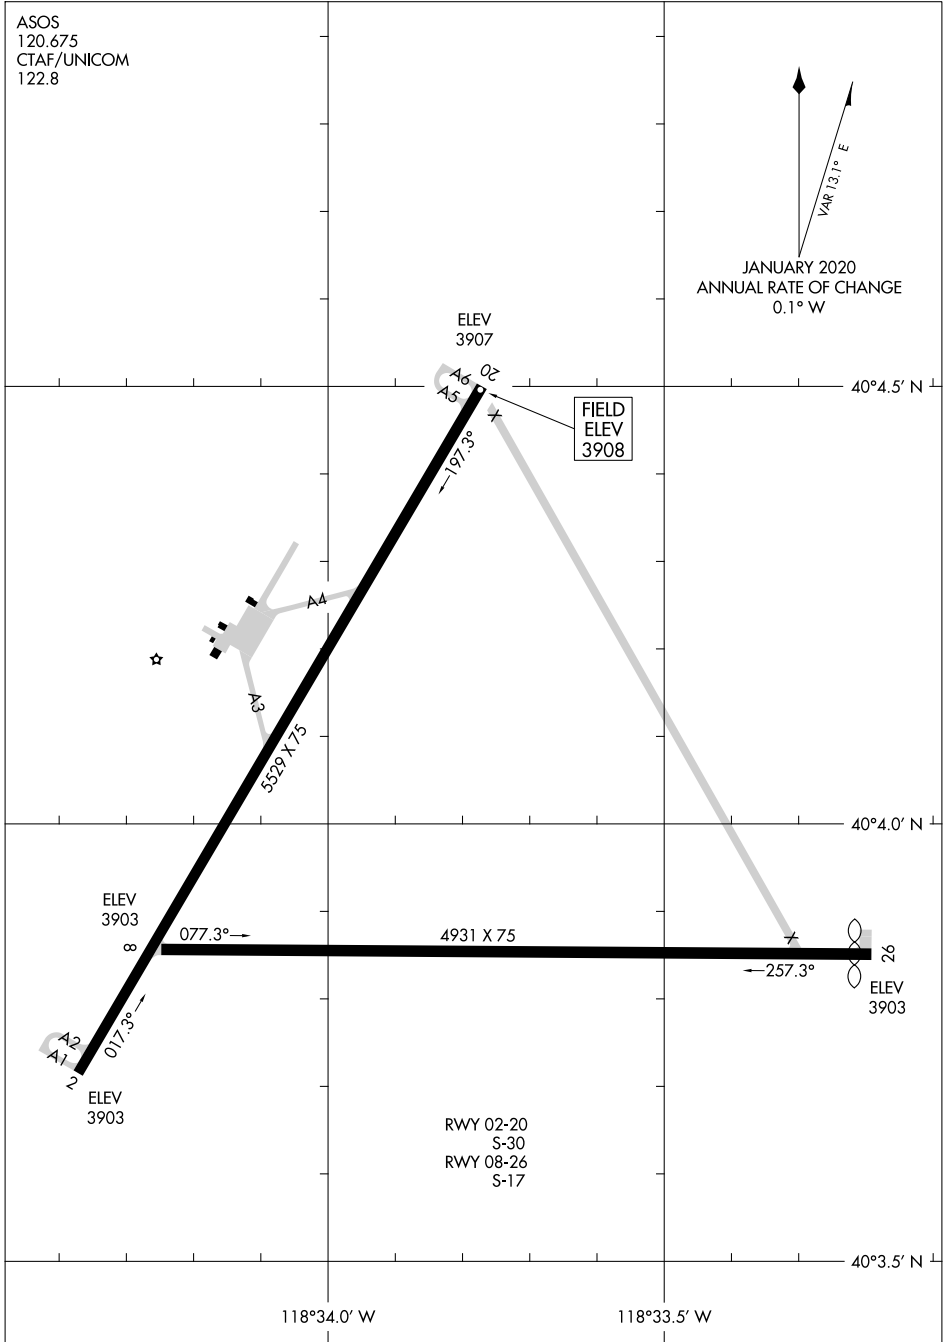 ASOS
120.675
CTAF/UNICOM
122.8
VAR 13.1° E
JANUARY 2020
ANNUAL RATE OF CHANGE
0.1° W
ELEV
3907
A6
20
A5
40°4.5' N
FIELD
ELEV
3908
197.3°
X
A4
A3
5529 X 75
40°4.0' N
ELEV
3903
8
077.3°
4931 X 75
X
257.3°
26
ELEV
3903
017.3°
A2
A1
2
ELEV
3903
RWY 02-20
S-30
RWY 08-26
S-17
40°3.5' N
118°34.0' W
118°33.5' W